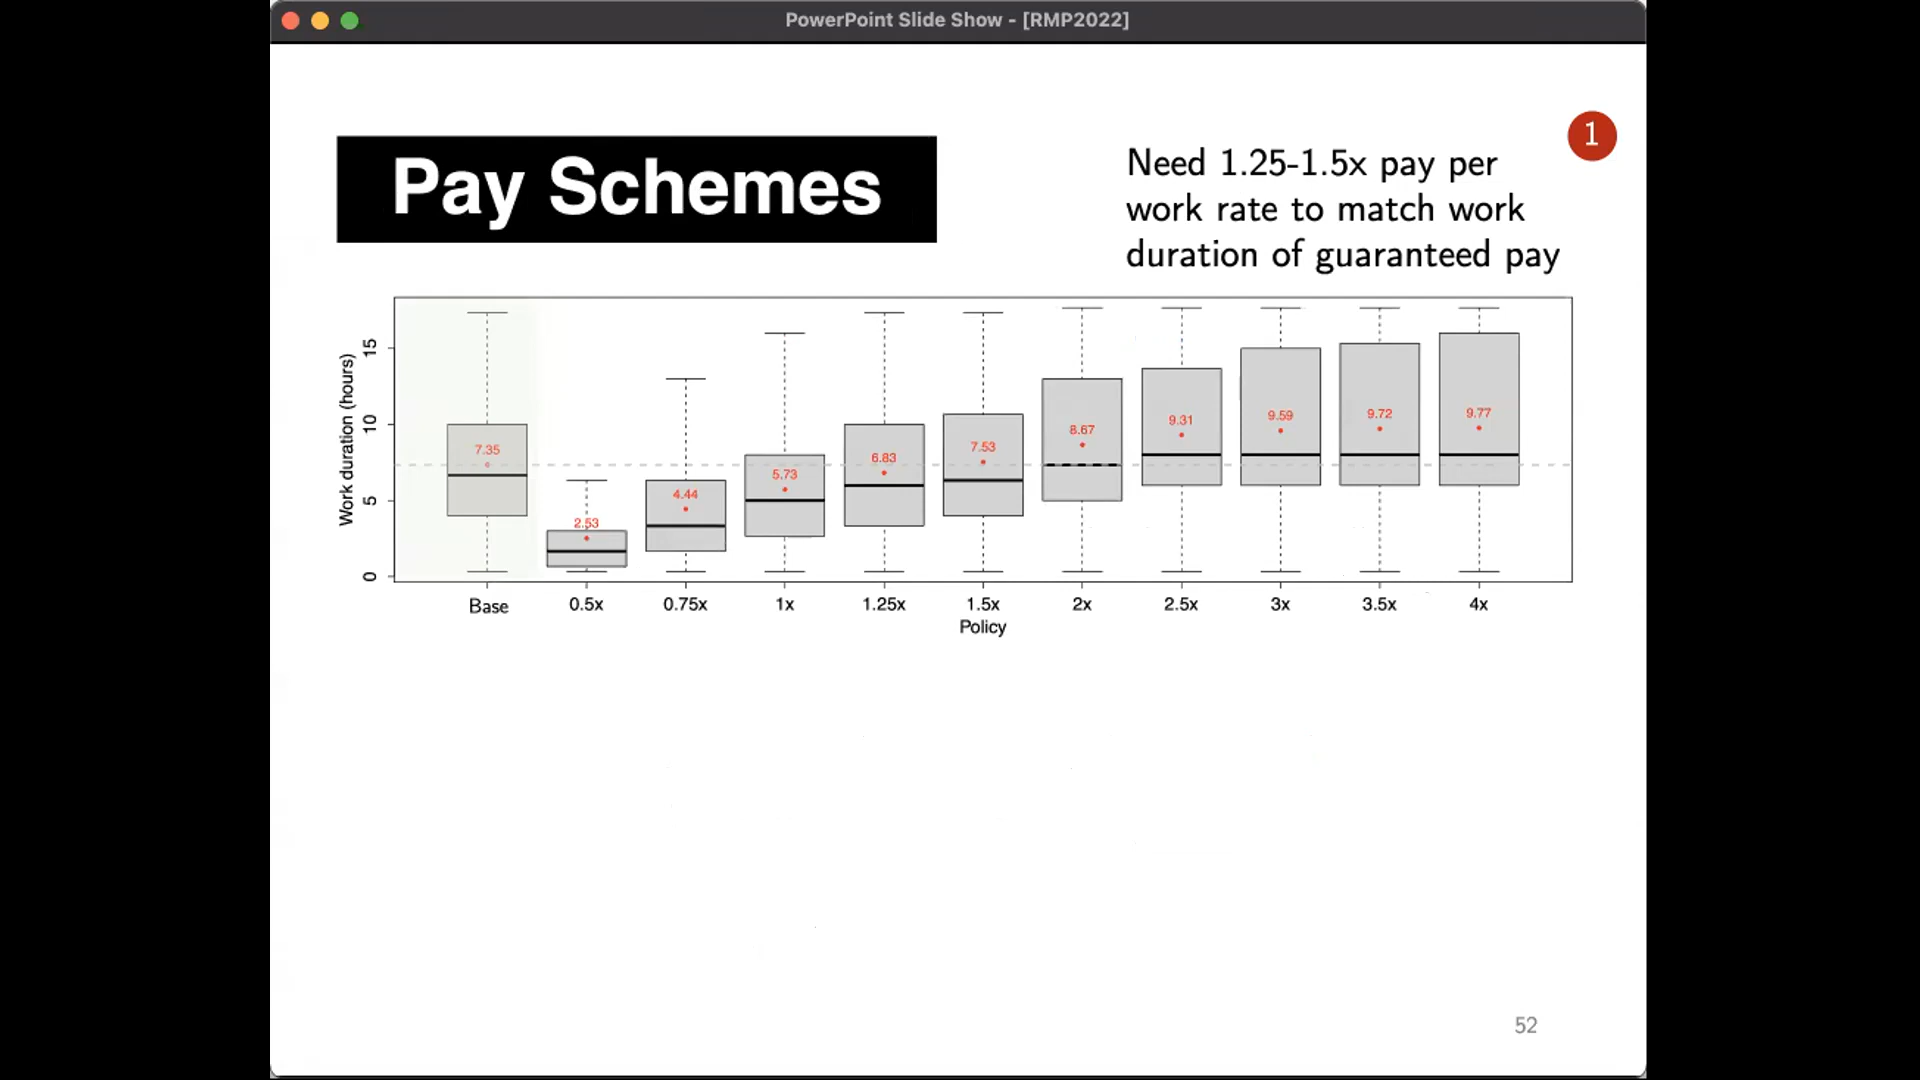 PowerPoint Slide Show - [RMP2022]
1
Pay Schemes
Need 1.25-1.5x pay per
work rate to match work
duration of guaranteed pay
Work duration (hours)
15
10
5
0
7.35
2.53
4.44
5.73
6.83
7.53
8.67
9.31
9.59
9.72
9.77
Base 0.5x 0.75x 1x 1.25x 1.5x 2x 2.5x 3x 3.5x 4x
Policy
52